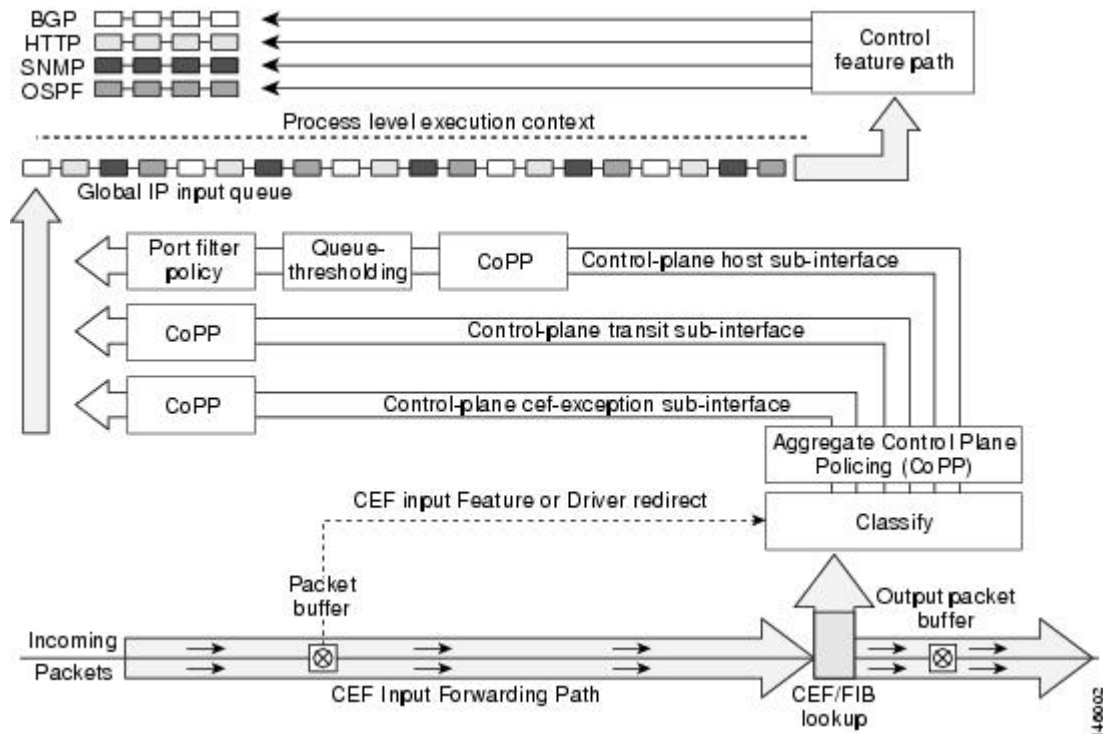 BGP
HTTP
SNMP
OSPF
Control
feature path
Process level execution context
Global IP input queue
Port filter
policy
Queue-
thresholding
CoPP
Control-plane host sub-interface
CoPP
Control-plane transit sub-interface
CoPP
Control-plane cef-exception sub-interface
Aggregate Control Plane
Policing (CoPP)
CEF input Feature or Driver redirect
Classify
Packet
buffer
Output packet
buffer
Incoming
Packets
CEF Input Forwarding Path
CEF/FIB
lookup